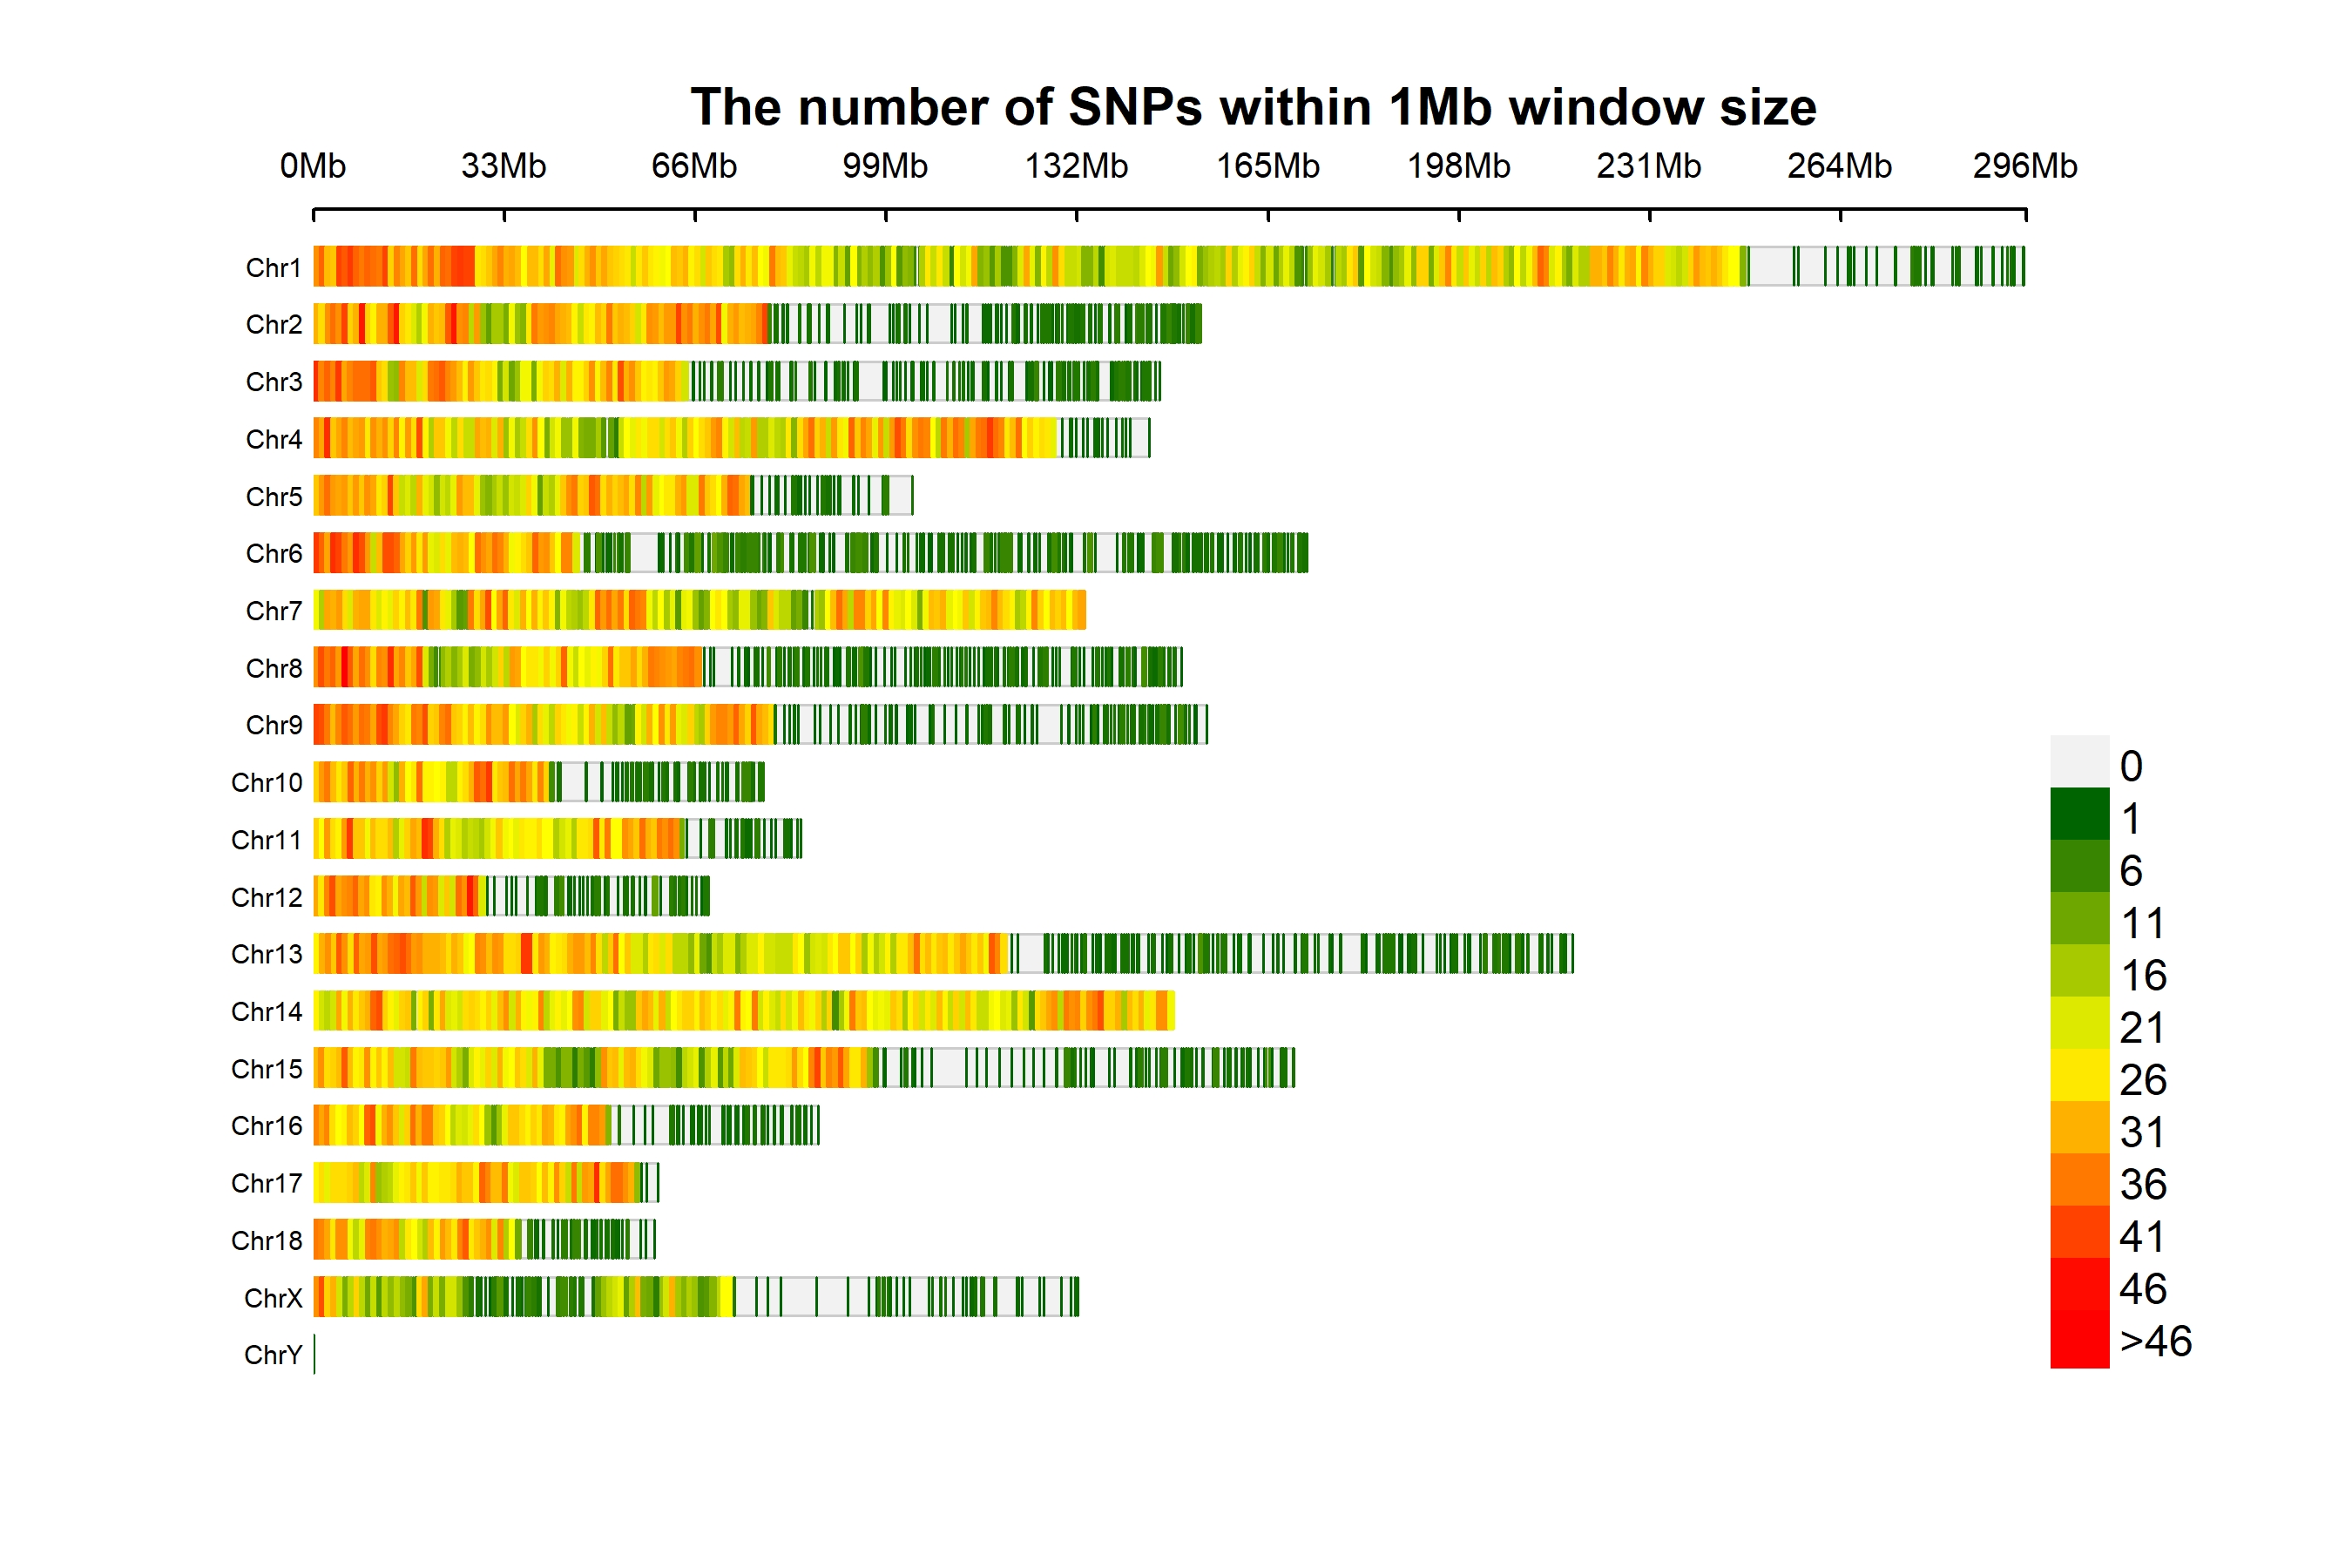 The number of SNPs within 1Mb window size
0Mb 33Mb 66Mb 99Mb 132Mb 165Mb 198Mb 231Mb 264Mb 296Mb
Chr1
Chr2
Chr3
Chr4
Chr5
Chr6
Chr7
Chr8
Chr9
Chr10
Chr11
Chr12
Chr13
Chr14
Chr15
Chr16
Chr17
Chr18
ChrX
ChrY
0
1
6
11
16
21
26
31
36
41
46
>46